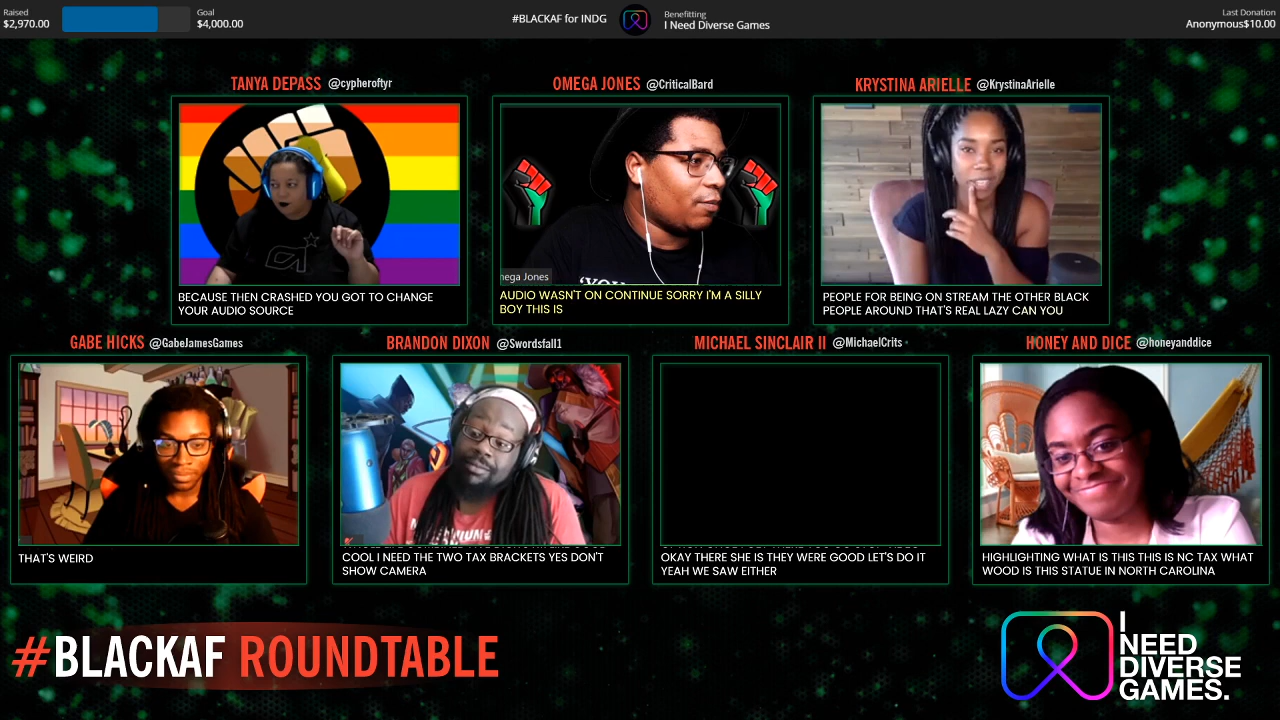 Raised
$2,970.00
Goal
$4,000.00
#BLACKAF for INDG
Benefitting
I Need Diverse Games
Last Donation
Anonymous$10.00
TANYA DEPASS @cypheroftyr
OMEGA JONES @CriticalBard
KRYSTINA ARIELLE @KrystinaArielle
mega Jones
BECAUSE THEN CRASHED YOU GOT TO CHANGE
YOUR AUDIO SOURCE
AUDIO WASN'T ON CONTINUE SORRY I'M A SILLY
BOY THIS IS
PEOPLE FOR BEING ON STREAM THE OTHER BLACK
PEOPLE AROUND THAT'S REAL LAZY CAN YOU
GABE HICKS @GabeJamesGames
BRANDON DIXON @Swordsfall1
MICHAEL SINCLAIR II @MichaelCrits
HONEY AND DICE @honeyanddice
THAT'S WEIRD
COOL I NEED THE TWO TAX BRACKETS YES DON'T
SHOW CAMERA
OKAY THERE SHE IS THEY WERE GOOD LET'S DO IT
YEAH WE SAW EITHER
HIGHLIGHTING WHAT IS THIS THIS IS NC TAX WHAT
WOOD IS THIS STATUE IN NORTH CAROLINA
#BLACKAF ROUNDTABLE
I
NEED
DIVERSE
GAMES.